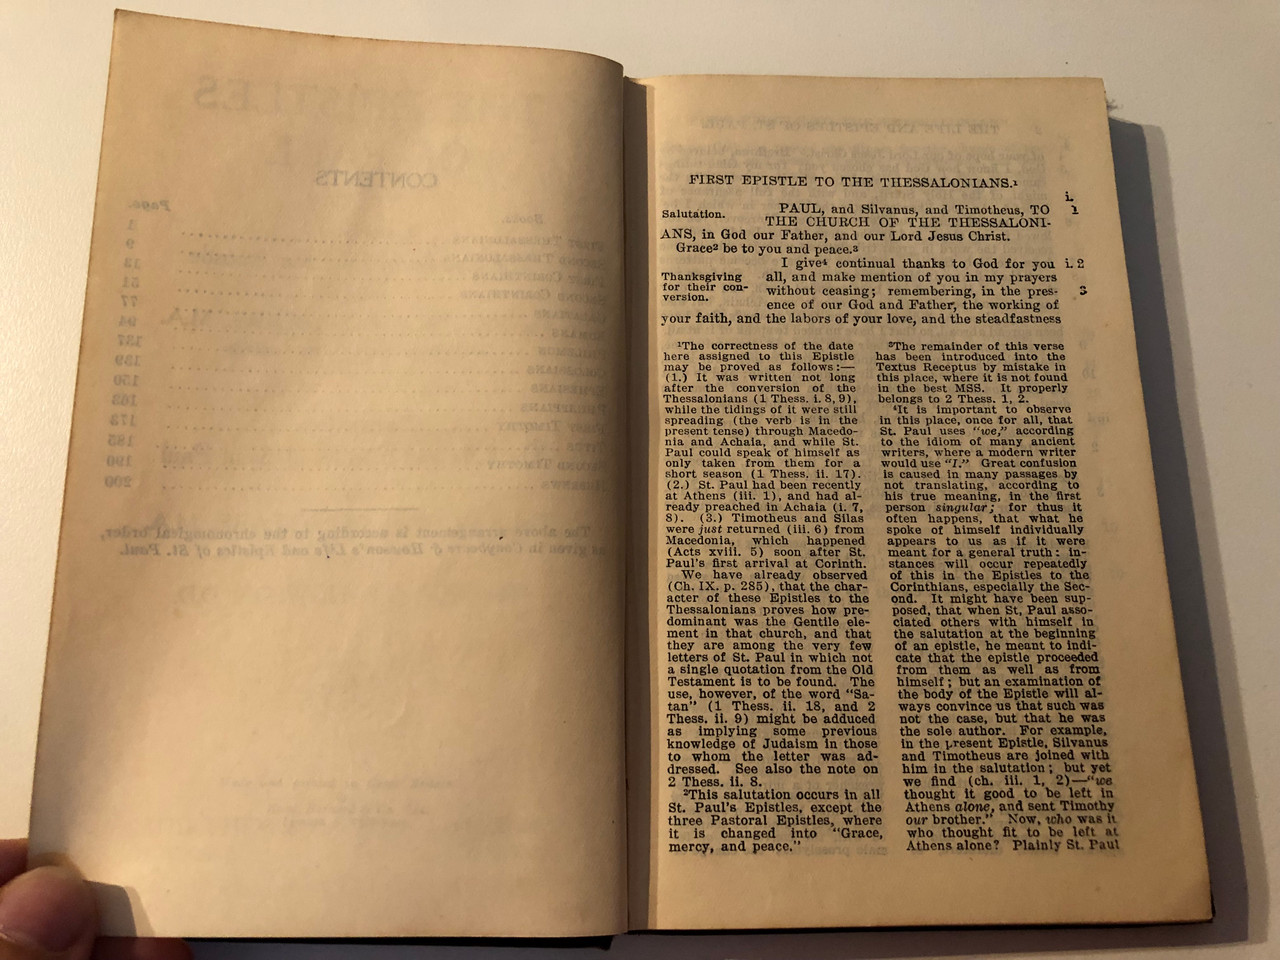 FIRST EPISTLE TO THE THESSALONIANS.¹
i.
Salutation. PAUL, and Silvanus, and Timotheus, TO 1
THE CHURCH OF THE THESSALONI-
ANS, in God our Father, and our Lord Jesus Christ.
Grace² be to you and peace.³
I give⁴ continual thanks to God for you i. 2
Thanksgiving all, and make mention of you in my prayers
for their con- without ceasing; remembering, in the pres- 3
version. ence of our God and Father, the working of
your faith, and the labors of your love, and the steadfastness
¹The correctness of the date
here assigned to this Epistle
may be proved as follows:—
(1.) It was written not long
after the conversion of the
Thessalonians (1 Thess. i. 8, 9),
while the tidings of it were still
spreading (the verb is in the
present tense) through Macedo-
nia and Achaia, and while St.
Paul could speak of himself as
only taken from them for a
short season (1 Thess. ii. 17).
(2.) St. Paul had been recently
at Athens (iii. 1), and had al-
ready preached in Achaia (i. 7,
8). (3.) Timotheus and Silas
were just returned (iii. 6) from
Macedonia, which happened
(Acts xviii. 5) soon after St.
Paul's first arrival at Corinth.
We have already observed
(Ch. IX. p. 285), that the char-
acter of these Epistles to the
Thessalonians proves how pre-
dominant was the Gentile ele-
ment in that church, and that
they are among the very few
letters of St. Paul in which not
a single quotation from the Old
Testament is to be found. The
use, however, of the word "Sa-
tan" (1 Thess. ii. 18, and 2
Thess. ii. 9) might be adduced
as implying some previous
knowledge of Judaism in those
to whom the letter was ad-
dressed. See also the note on
2 Thess. ii. 8.
²This salutation occurs in all
St. Paul's Epistles, except the
three Pastoral Epistles, where
it is changed into "Grace,
mercy, and peace."
³The remainder of this verse
has been introduced into the
Textus Receptus by mistake in
this place, where it is not found
in the best MSS. It properly
belongs to 2 Thess. 1, 2.
⁴It is important to observe
in this place, once for all, that
St. Paul uses "we," according
to the idiom of many ancient
writers, where a modern writer
would use "I." Great confusion
is caused in many passages by
not translating, according to
his true meaning, in the first
person singular; for thus it
often happens, that what he
spoke of himself individually
appears to us as if it were
meant for a general truth: in-
stances will occur repeatedly
of this in the Epistles to the
Corinthians, especially the Sec-
ond. It might have been sup-
posed, that when St. Paul asso-
ciated others with himself in
the salutation at the beginning
of an epistle, he meant to indi-
cate that the epistle proceeded
from them as well as from
himself; but an examination of
the body of the Epistle will al-
ways convince us that such was
not the case, but that he was
the sole author. For example,
in the present Epistle, Silvanus
and Timotheus are joined with
him in the salutation; but yet
we find (ch. iii. 1, 2)—"we
thought it good to be left in
Athens alone, and sent Timothy
our brother." Now, who was it
who thought fit to be left at
Athens alone? Plainly St. Paul